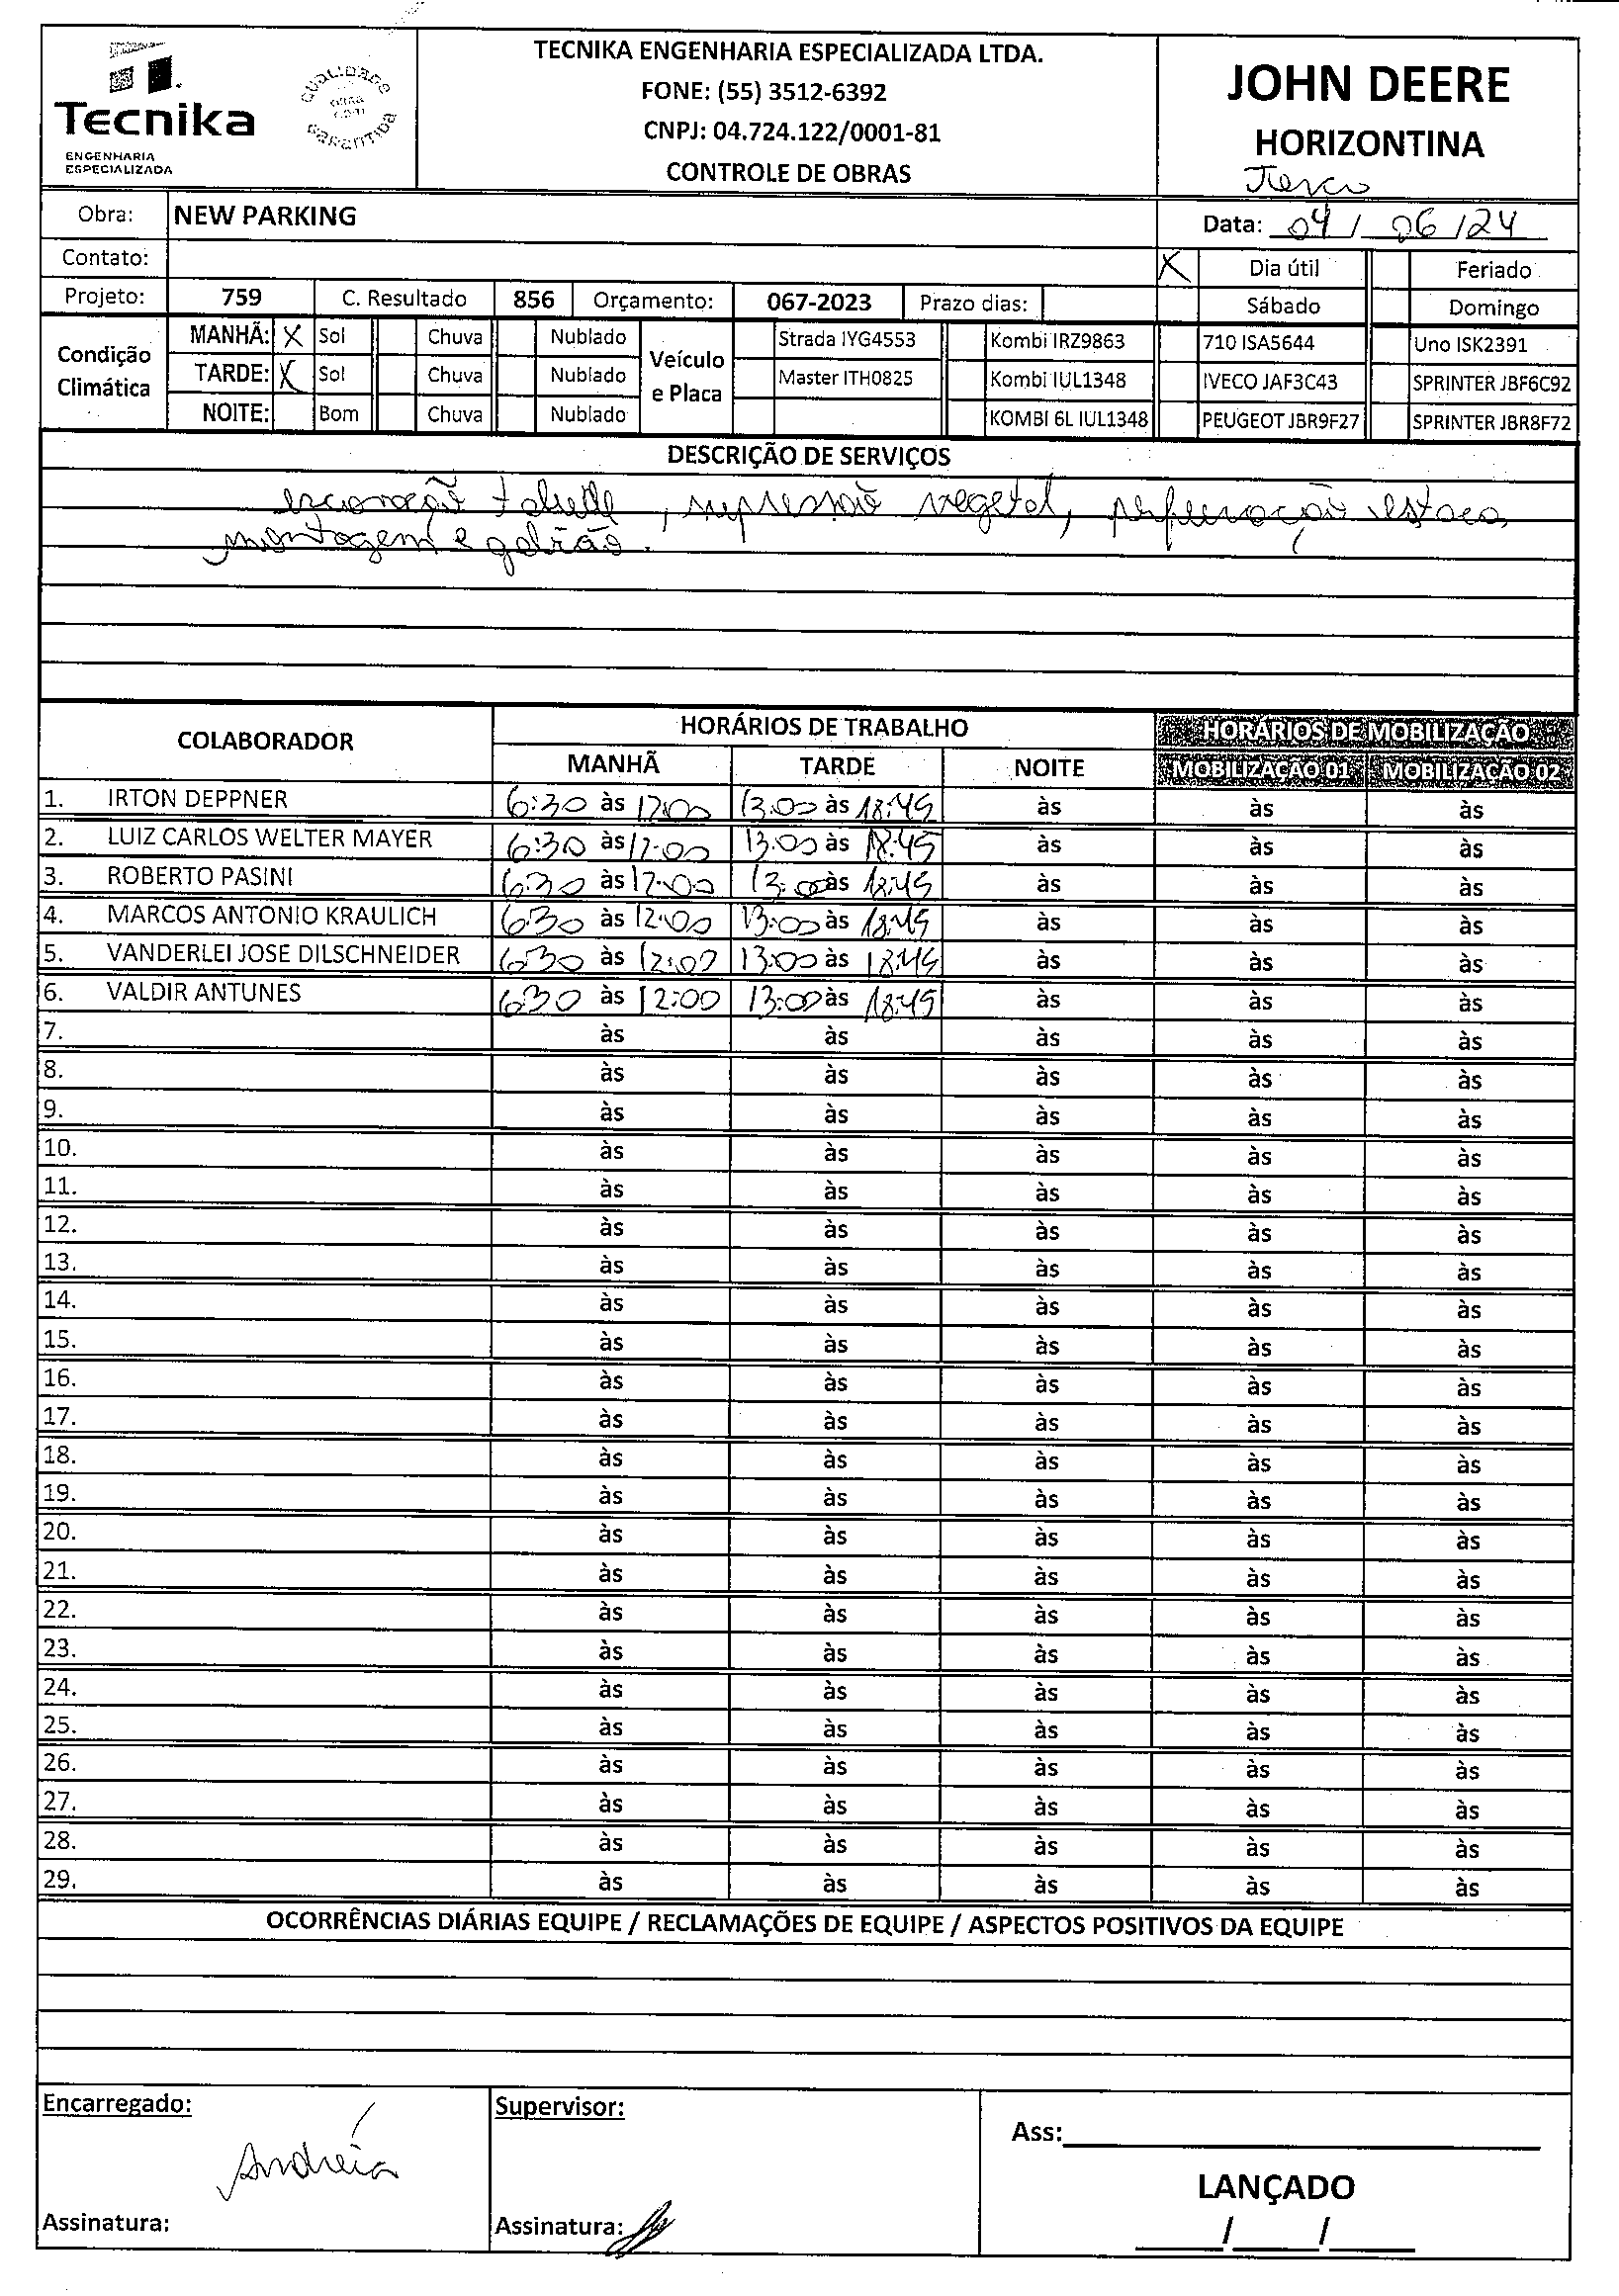 Tecnika
ENGENHARIA
ESPECIALIZADA
QUALIDADE
OBRA COM
GARANTIDA
TECNIKA ENGENHARIA ESPECIALIZADA LTDA.
FONE: (55) 3512-6392
CNPJ: 04.724.122/0001-81
CONTROLE DE OBRAS
JOHN DEERE
HORIZONTINA
Obra: NEW PARKING
Data: 04 / 06 /24
Contato:
X Dia útil Feriado
Projeto: 759 C. Resultado 856 Orçamento: 067-2023 Prazo dias: Sábado Domingo
Condição Climática
MANHÃ: X Sol Chuva Nublado
TARDE: X Sol Chuva Nublado
NOITE: Bom Chuva Nublado
Veículo e Placa
Strada IYG4553 Kombi IRZ9863 710 ISA5644 Uno ISK2391
Master ITH0825 Kombi IUL1348 IVECO JAF3C43 SPRINTER JBF6C92
KOMBI 6L IUL1348 PEUGEOT JBR9F27 SPRINTER JBR8F72
DESCRIÇÃO DE SERVIÇOS
supressão vegetal, perfuração estaca,
montagem e gabião.
COLABORADOR HORÁRIOS DE TRABALHO HORÁRIOS DE MOBILIZAÇÃO
MANHÃ TARDE NOITE MOBILIZAÇÃO 01 MOBILIZAÇÃO 02
1. IRTON DEPPNER 6:30 às 12:00 13:00 às 18:45 às às às
2. LUIZ CARLOS WELTER MAYER 6:30 às 12:00 13:00 às 18:45 às às às
3. ROBERTO PASINI 6:30 às 12:00 13:00 às 18:45 às às às
4. MARCOS ANTONIO KRAULICH 6:30 às 12:00 13:00 às 18:45 às às às
5. VANDERLEI JOSE DILSCHNEIDER 630 às 12:00 13:00 às 18:45 às às às
6. VALDIR ANTUNES 630 às 12:00 13:00 às 18:45 às às às
7. às às às às às
8. às às às às às
9. às às às às às
10. às às às às às
11. às às às às às
12. às às às às às
13. às às às às às
14. às às às às às
15. às às às às às
16. às às às às às
17. às às às às às
18. às às às às às
19. às às às às às
20. às às às às às
21. às às às às às
22. às às às às às
23. às às às às às
24. às às às às às
25. às às às às às
26. às às às às às
27. às às às às às
28. às às às às às
29. às às às às às
OCORRÊNCIAS DIÁRIAS EQUIPE / RECLAMAÇÕES DE EQUIPE / ASPECTOS POSITIVOS DA EQUIPE
Encarregado: Supervisor:
Ass:
Andréia
LANÇADO
Assinatura: Assinatura:
/ /